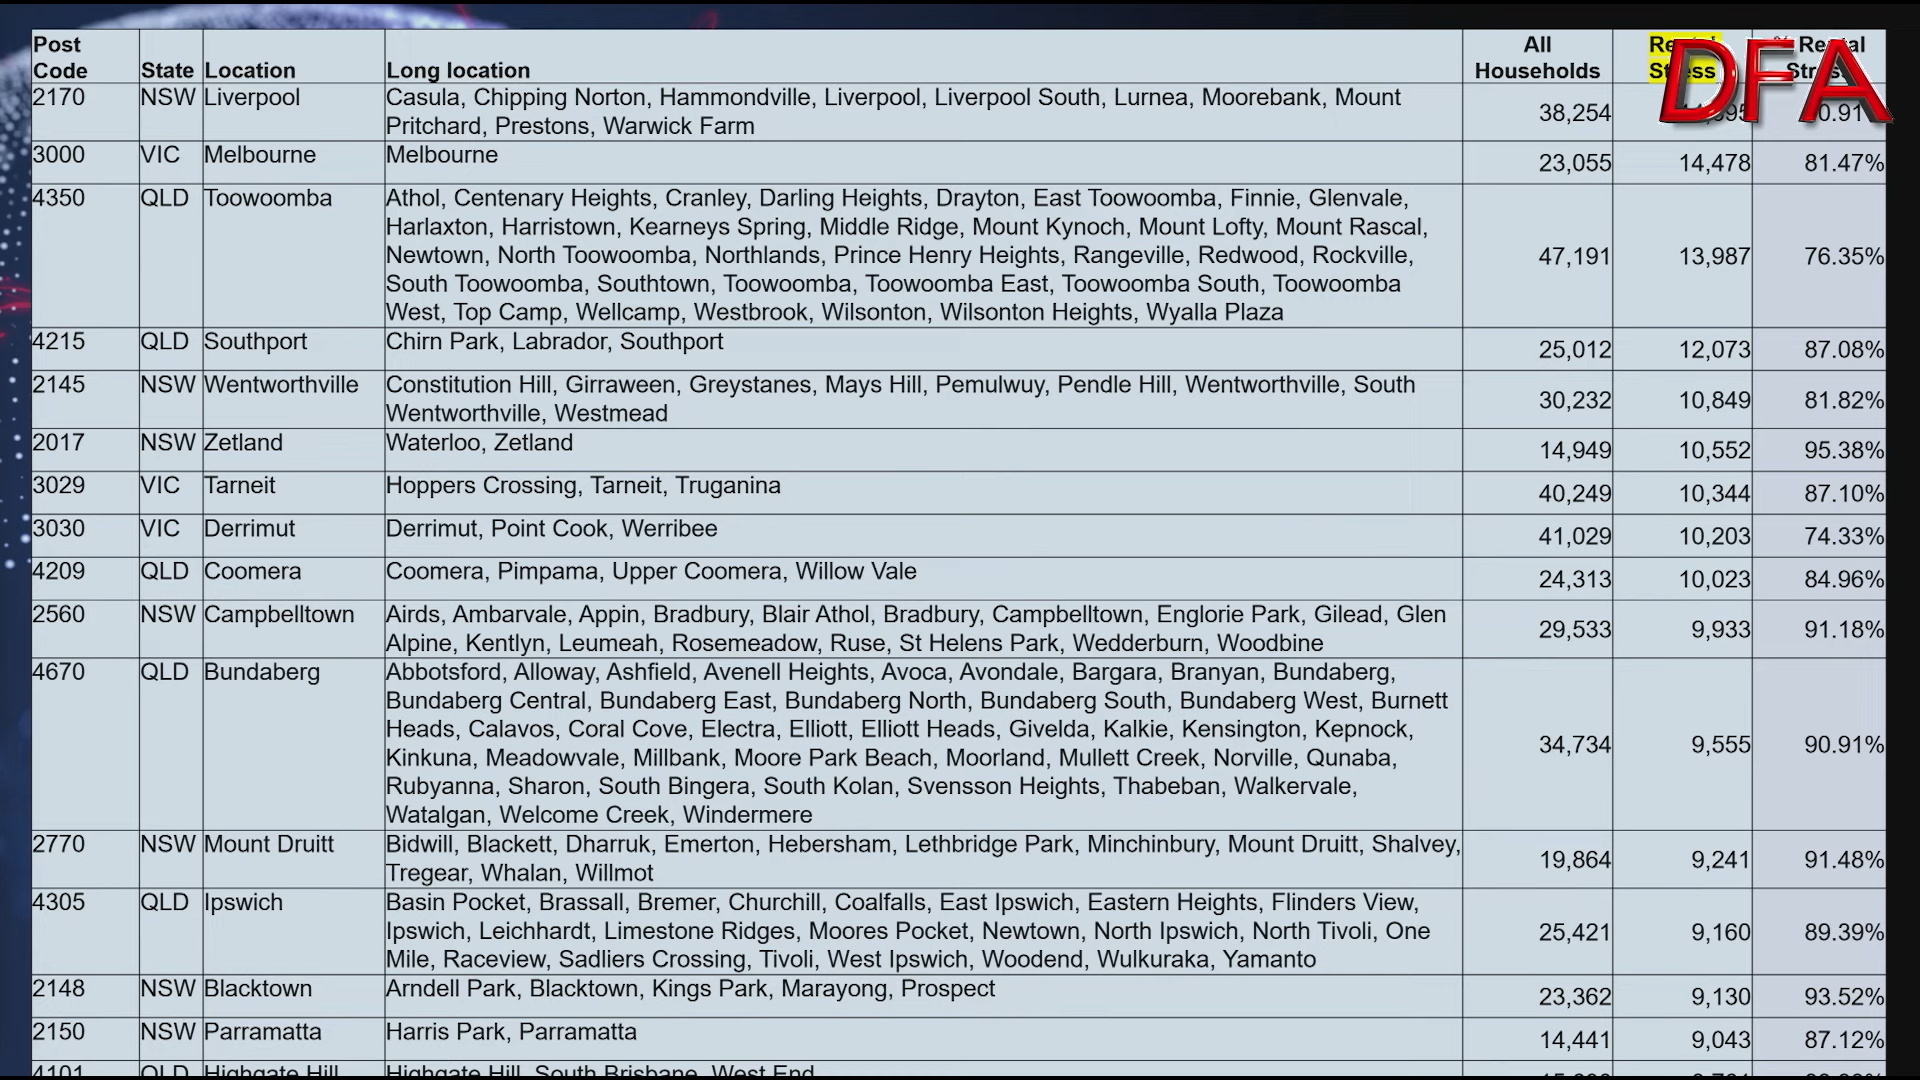 Post Code State Location Long location All Households Rental Stress % Rental Stress
2170 NSW Liverpool Casula, Chipping Norton, Hammondville, Liverpool, Liverpool South, Lurnea, Moorebank, Mount
Pritchard, Prestons, Warwick Farm 38,254
DFA
3000 VIC Melbourne Melbourne 23,055 14,478 81.47%
4350 QLD Toowoomba Athol, Centenary Heights, Cranley, Darling Heights, Drayton, East Toowoomba, Finnie, Glenvale,
Harlaxton, Harristown, Kearneys Spring, Middle Ridge, Mount Kynoch, Mount Lofty, Mount Rascal,
Newtown, North Toowoomba, Northlands, Prince Henry Heights, Rangeville, Redwood, Rockville, 47,191 13,987 76.35%
South Toowoomba, Southtown, Toowoomba, Toowoomba East, Toowoomba South, Toowoomba
West, Top Camp, Wellcamp, Westbrook, Wilsonton, Wilsonton Heights, Wyalla Plaza
4215 QLD Southport Chirn Park, Labrador, Southport 25,012 12,073 87.08%
2145 NSW Wentworthville Constitution Hill, Girraween, Greystanes, Mays Hill, Pemulwuy, Pendle Hill, Wentworthville, South
Wentworthville, Westmead 30,232 10,849 81.82%
2017 NSW Zetland Waterloo, Zetland 14,949 10,552 95.38%
3029 VIC Tarneit Hoppers Crossing, Tarneit, Truganina 40,249 10,344 87.10%
3030 VIC Derrimut Derrimut, Point Cook, Werribee 41,029 10,203 74.33%
4209 QLD Coomera Coomera, Pimpama, Upper Coomera, Willow Vale 24,313 10,023 84.96%
2560 NSW Campbelltown Airds, Ambarvale, Appin, Bradbury, Blair Athol, Bradbury, Campbelltown, Englorie Park, Gilead, Glen
Alpine, Kentlyn, Leumeah, Rosemeadow, Ruse, St Helens Park, Wedderburn, Woodbine 29,533 9,933 91.18%
4670 QLD Bundaberg Abbotsford, Alloway, Ashfield, Avenell Heights, Avoca, Avondale, Bargara, Branyan, Bundaberg,
Bundaberg Central, Bundaberg East, Bundaberg North, Bundaberg South, Bundaberg West, Burnett
Heads, Calavos, Coral Cove, Electra, Elliott, Elliott Heads, Givelda, Kalkie, Kensington, Kepnock,
Kinkuna, Meadowvale, Millbank, Moore Park Beach, Moorland, Mullett Creek, Norville, Qunaba, 34,734 9,555 90.91%
Rubyanna, Sharon, South Bingera, South Kolan, Svensson Heights, Thabeban, Walkervale,
Watalgan, Welcome Creek, Windermere
2770 NSW Mount Druitt Bidwill, Blackett, Dharruk, Emerton, Hebersham, Lethbridge Park, Minchinbury, Mount Druitt, Shalvey,
Tregear, Whalan, Willmot 19,864 9,241 91.48%
4305 QLD Ipswich Basin Pocket, Brassall, Bremer, Churchill, Coalfalls, East Ipswich, Eastern Heights, Flinders View,
Ipswich, Leichhardt, Limestone Ridges, Moores Pocket, Newtown, North Ipswich, North Tivoli, One 25,421 9,160 89.39%
Mile, Raceview, Sadliers Crossing, Tivoli, West Ipswich, Woodend, Wulkuraka, Yamanto
2148 NSW Blacktown Arndell Park, Blacktown, Kings Park, Marayong, Prospect 23,362 9,130 93.52%
2150 NSW Parramatta Harris Park, Parramatta 14,441 9,043 87.12%
4101 QLD Highgate Hill Highgate Hill, South Brisbane, West End